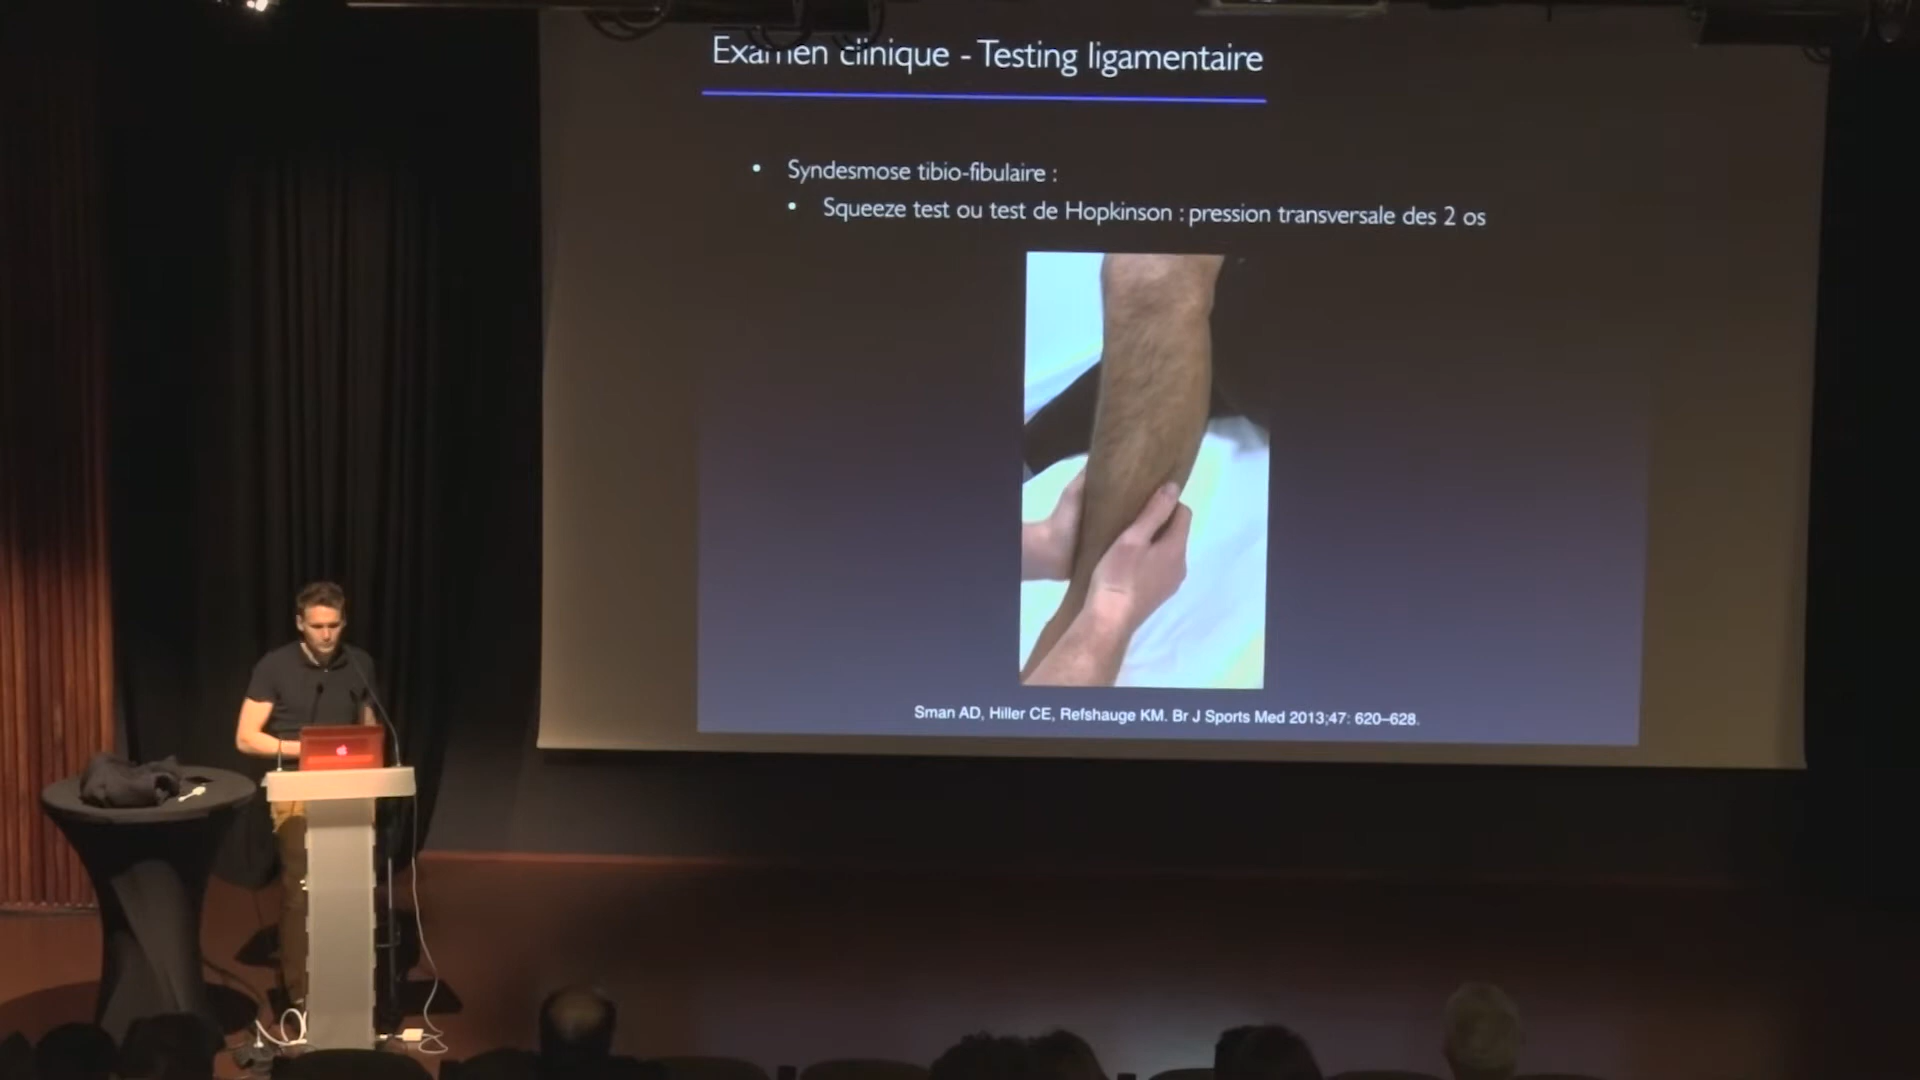 Examen clinique - Testing ligamentaire
• Syndesmose tibio-fibulaire :
• Squeeze test ou test de Hopkinson : pression transversale des 2 os
Sman AD, Hiller CE, Refshauge KM. Br J Sports Med 2013;47: 620–628.